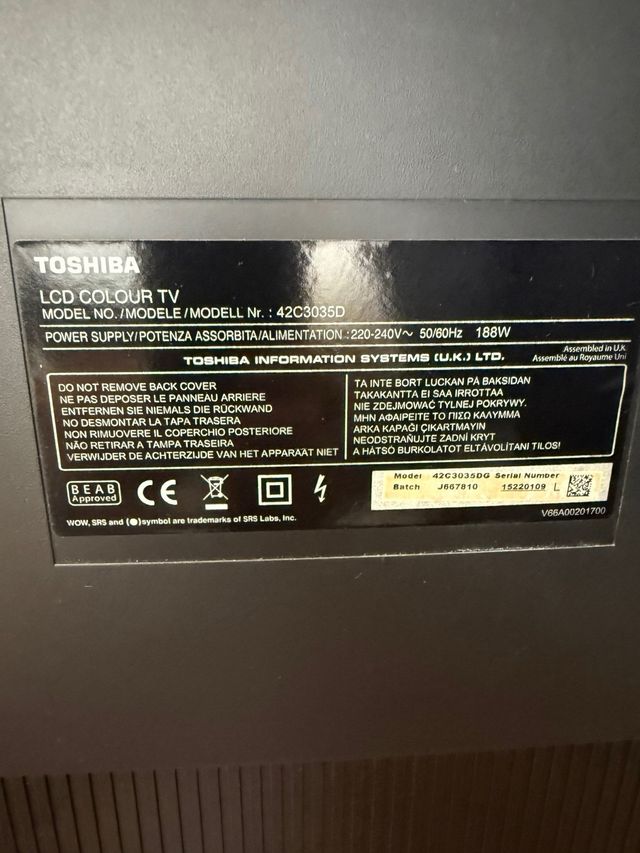 TOSHIBA
LCD COLOUR TV
MODEL NO./MODELE/MODELL Nr. : 42C3035D
POWER SUPPLY/POTENZA ASSORBITA/ALIMENTATION :220-240V~ 50/60Hz 188W
TOSHIBA INFORMATION SYSTEMS (U.K.) LTD.
Assembled in U.K.
Assemblé au Royaume Uni
DO NOT REMOVE BACK COVER
NE PAS DEPOSER LE PANNEAU ARRIERE
ENTFERNEN SIE NIEMALS DIE RÜCKWAND
NO DESMONTAR LA TAPA TRASERA
NON RIMUOVERE IL COPERCHIO POSTERIORE
NÃO RETIRAR A TAMPA TRASEIRA
VERWIJDER DE ACHTERZIJDE VAN HET APPARAAT NIET
TA INTE BORT LUCKAN PÅ BAKSIDAN
TAKAKANTTA EI SAA IRROTTAA
NIE ZDEJMOWAĆ TYLNEJ POKRYWY.
ΜΗΝ ΑΦΑΙΡΕΙΤΕ ΤΟ ΠΙΣΩ ΚΑΛΥΜΜΑ
ARKA KAPAĞI ÇIKARTMAYIN
NEODSTRAŇUJTE ZADNÍ KRYT
A HÁTSÓ BURKOLATOT ELTÁVOLÍTANI TILOS!
BEAB
Approved
CE
Model 42C3035DG Serial Number
Batch J667810 15220109 L
WOW, SRS and (●) symbol are trademarks of SRS Labs, Inc.
V66A00201700